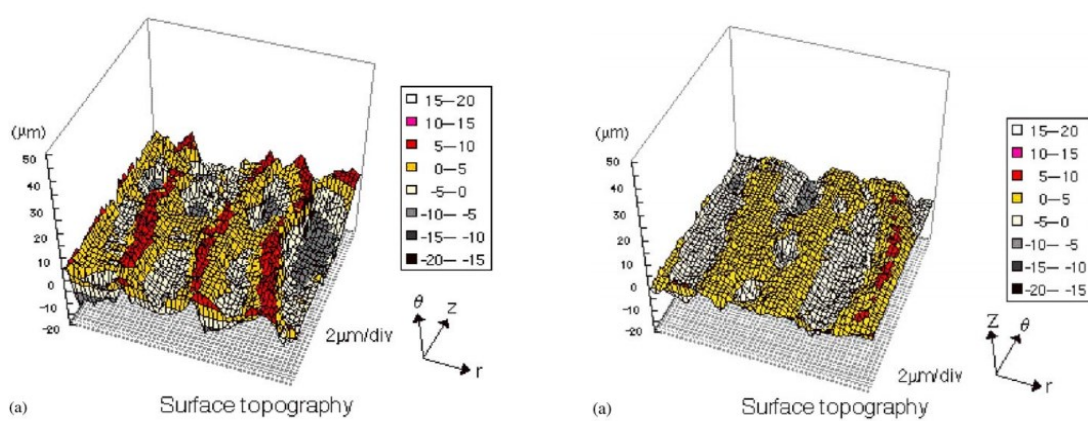 15—20
10—15
5—10
0—5
-5—0
-10— -5
-15— -10
-20— -15
(μm)
50
40
30
20
10
0
-10
-20
2μm/div
θ
Z
r
(a)
Surface topography
15—20
10—15
5—10
0—5
-5—0
-10— -5
-15— -10
-20— -15
(μm)
50
40
30
20
10
0
-10
-20
2μm/div
Z
θ
r
(a)
Surface topography